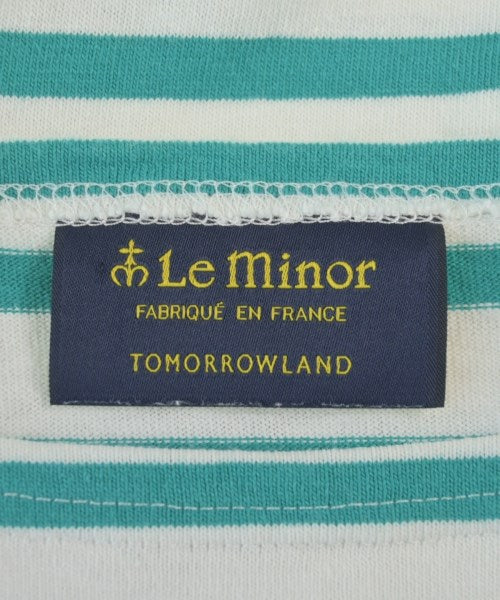 Le Minor
FABRIQUÉ EN FRANCE
TOMORROWLAND